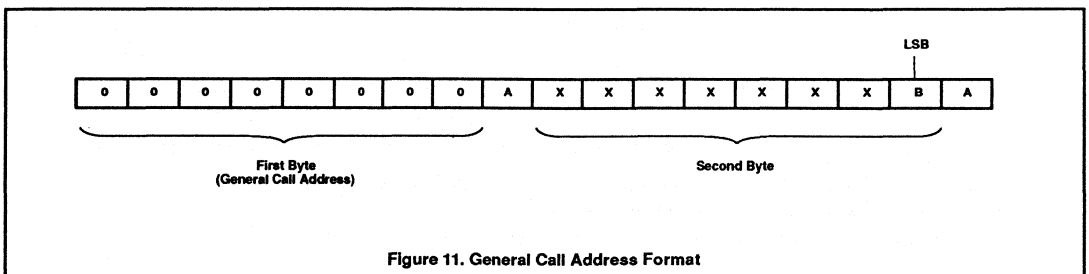 LSB
0 0 0 0 0 0 0 0 A X X X X X X X B A
First Byte
(General Call Address)
Second Byte
Figure 11. General Call Address Format